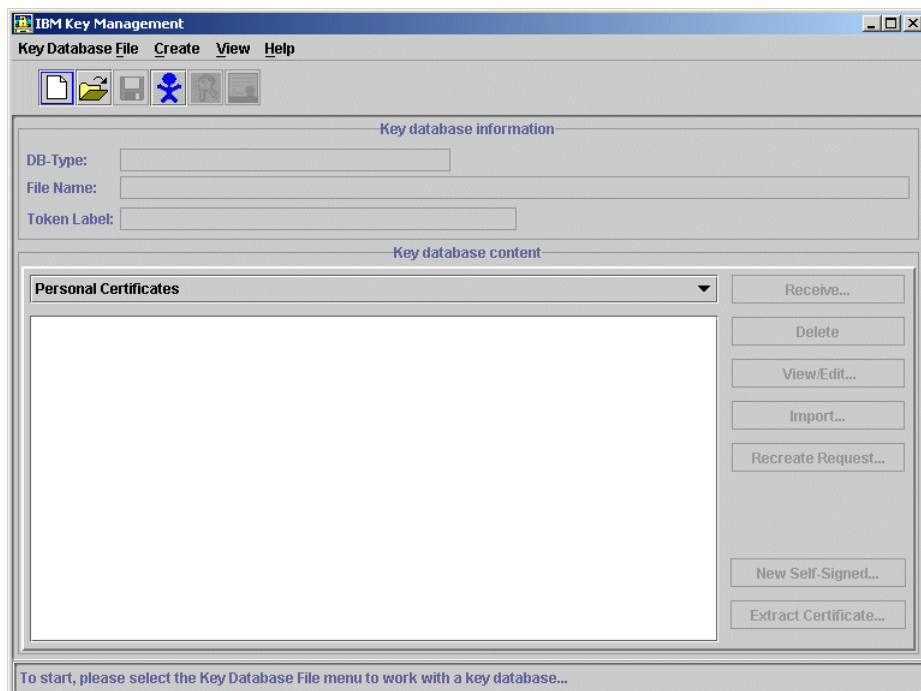 IBM Key Management
Key Database File Create View Help
Key database information
DB-Type:
File Name:
Token Label:
Key database content
Personal Certificates
Receive...
Delete
View/Edit...
Import...
Recreate Request...
New Self-Signed...
Extract Certificate...
To start, please select the Key Database File menu to work with a key database...